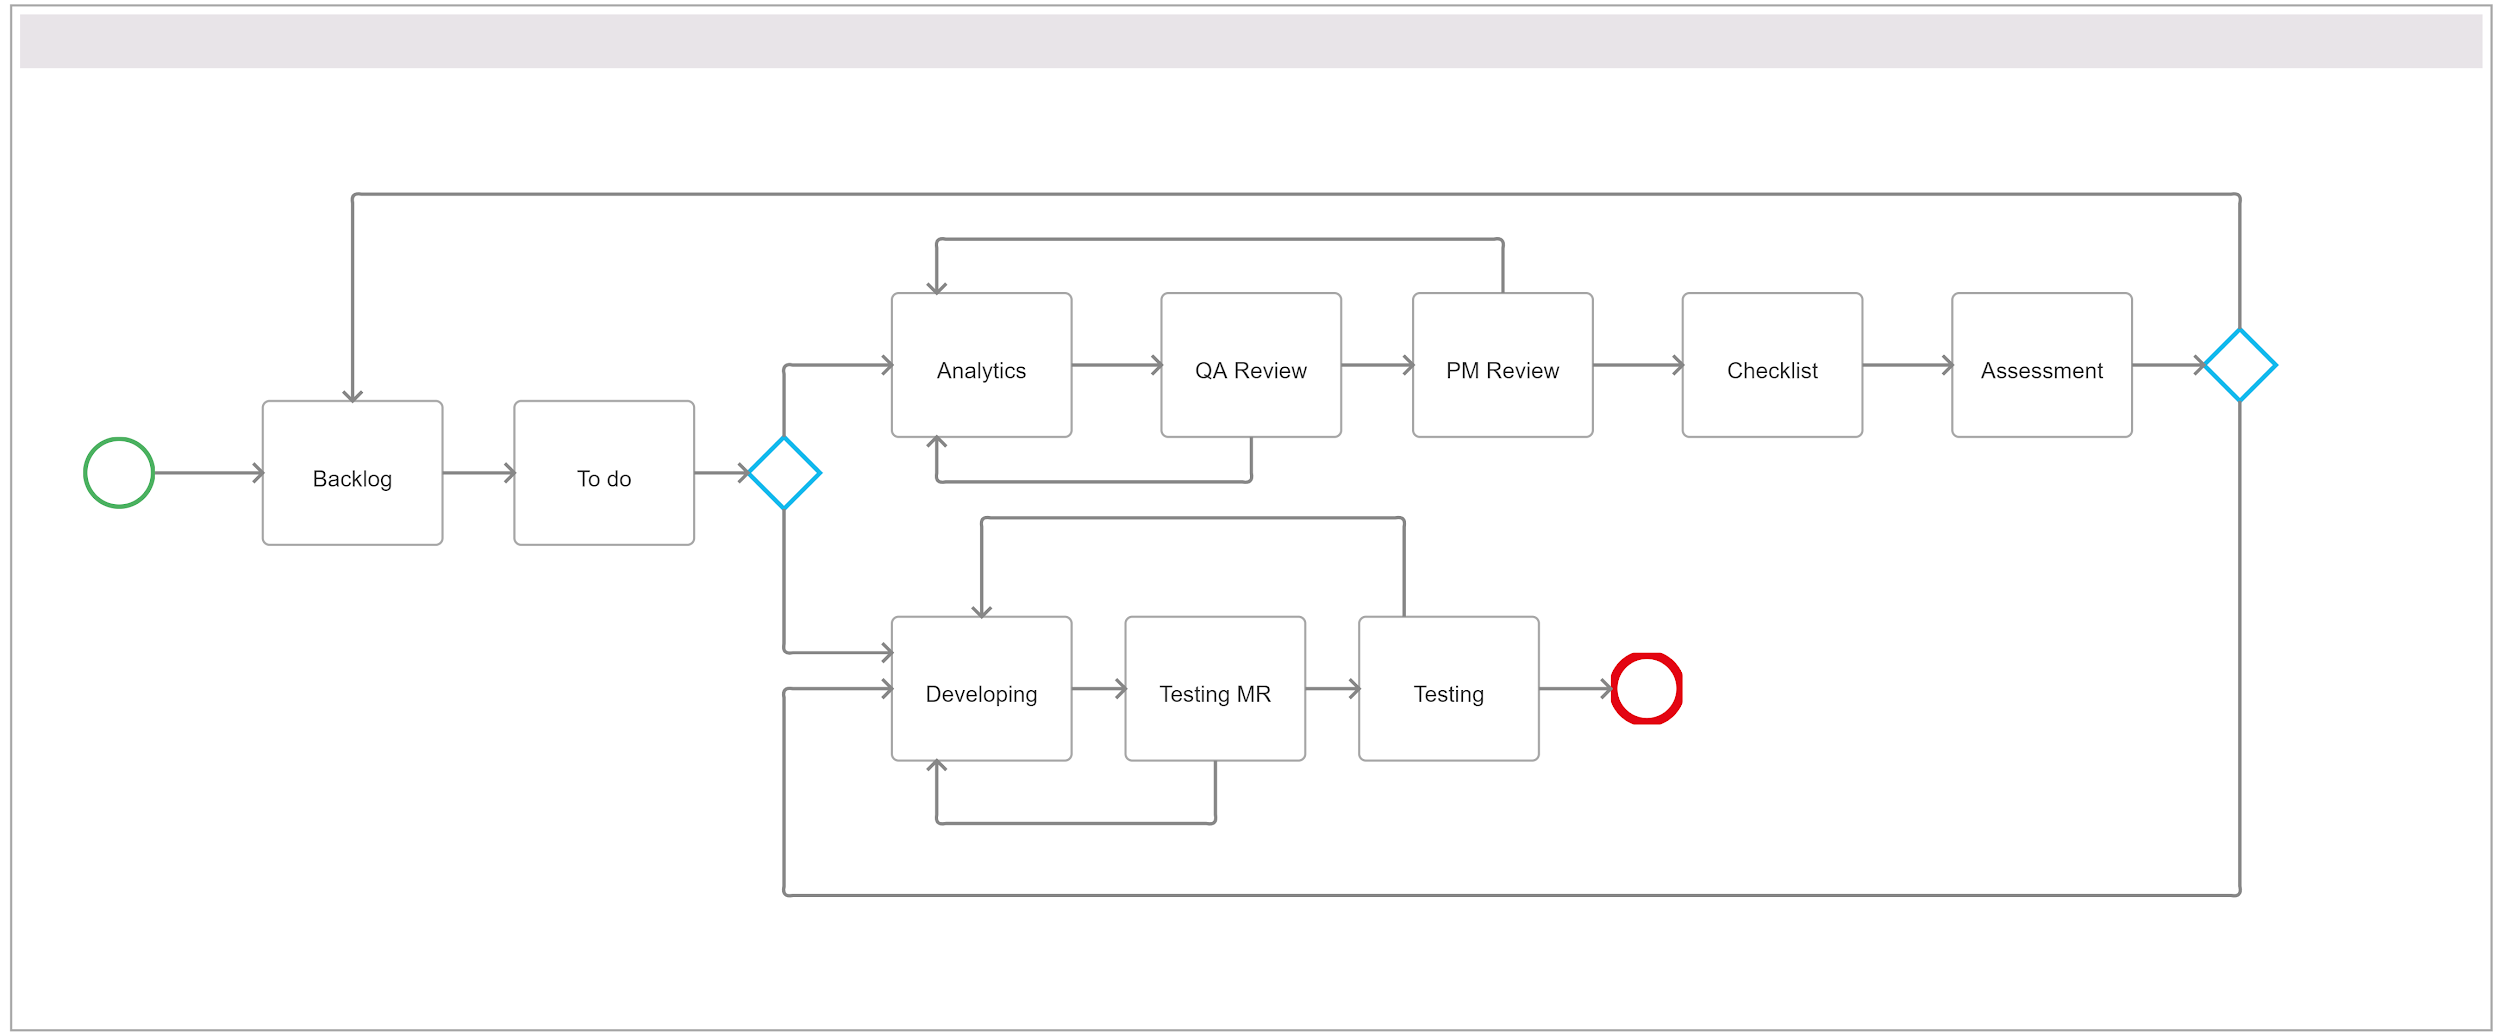 Analytics
QA Review
PM Review
Checklist
Assessment
Backlog
To do
Developing
Testing MR
Testing